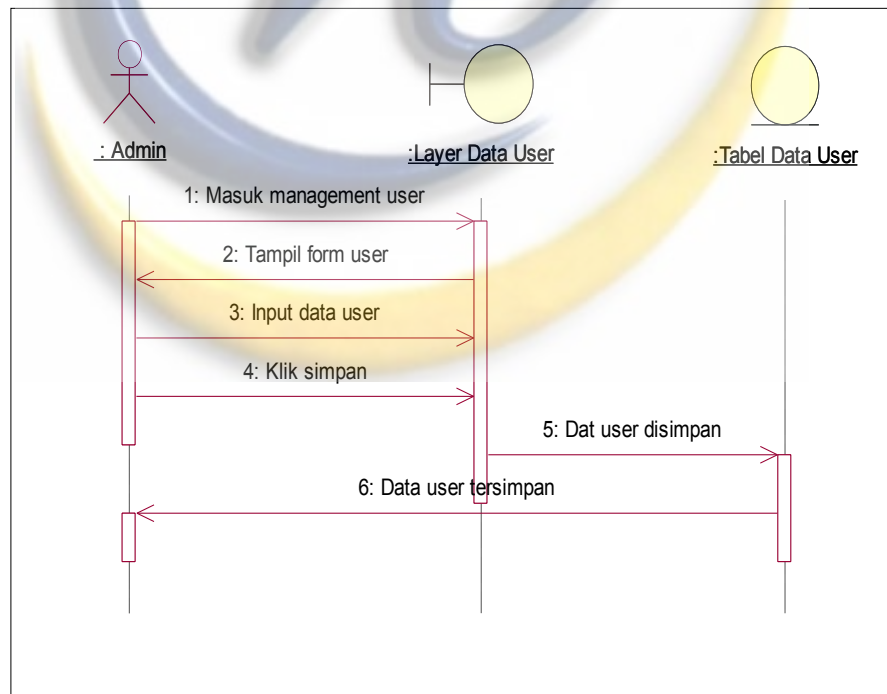 : Admin
:Layer Data User
:Tabel Data User
1: Masuk management user
2: Tampil form user
3: Input data user
4: Klik simpan
5: Dat user disimpan
6: Data user tersimpan